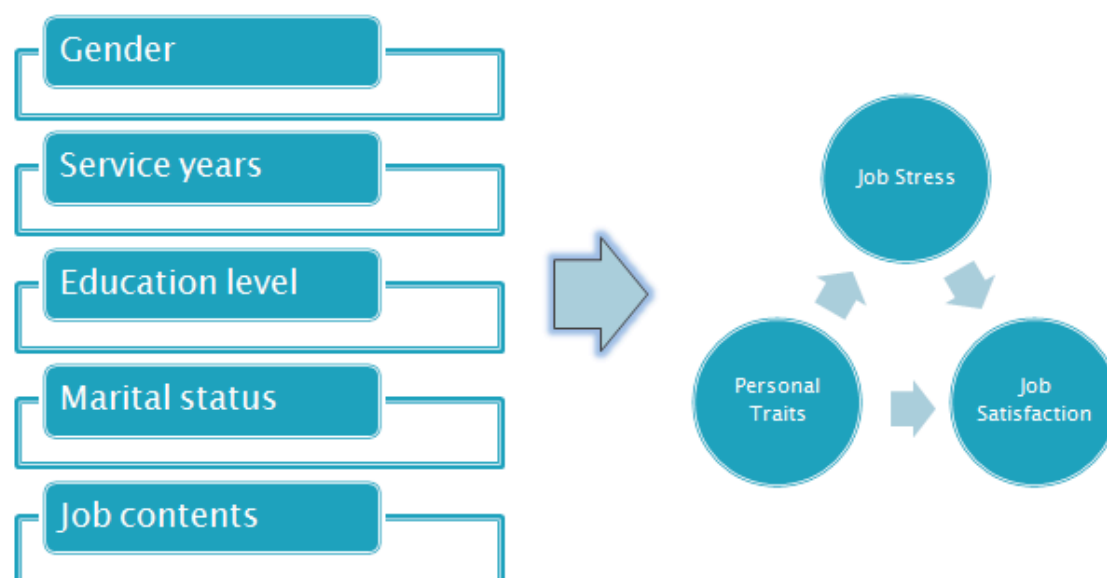 Gender
Service years
Education level
Marital status
Job contents
Job Stress
Personal
Traits
Job
Satisfaction